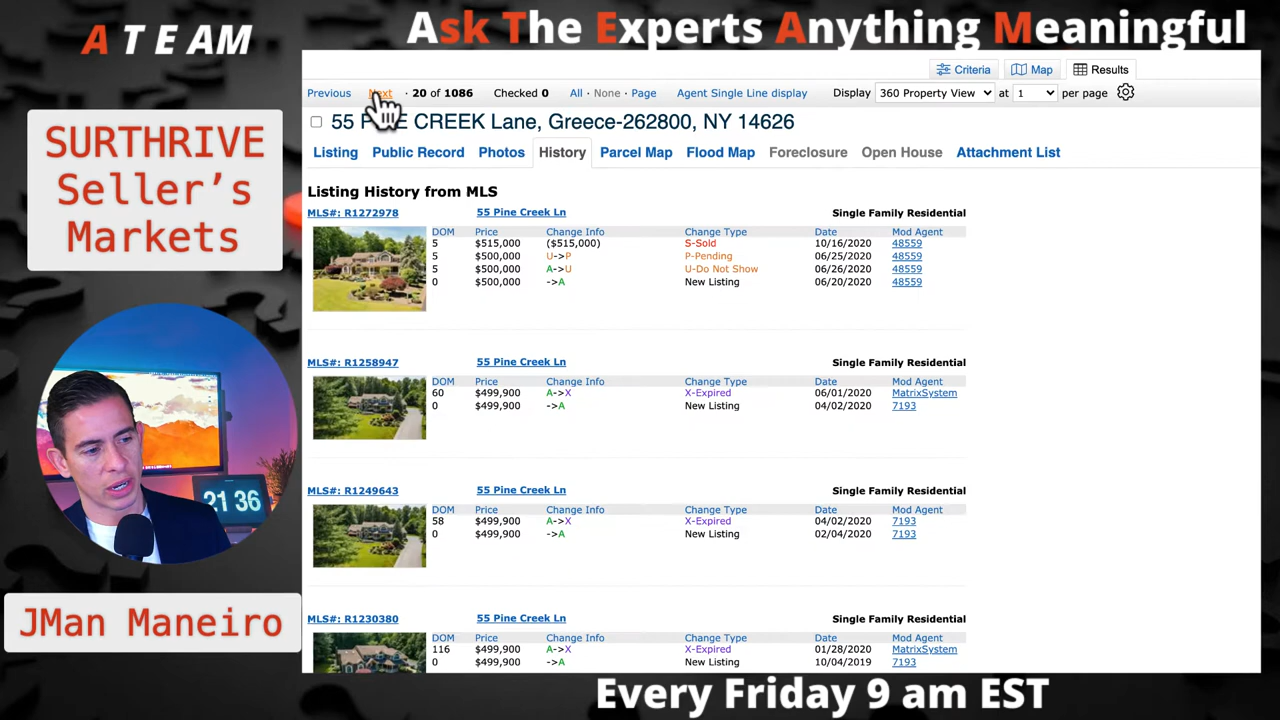 A TEAM
Ask The Experts Anything Meaningful
SURTHRIVE
Seller's
Markets
21 36
JMan Maneiro
Criteria Map Results
Previous Next · 20 of 1086 Checked 0 All · None · Page Agent Single Line display Display 360 Property View at 1 per page
55 CREEK Lane, Greece-262800, NY 14626
Listing Public Record Photos History Parcel Map Flood Map Foreclosure Open House Attachment List
Listing History from MLS
MLS#: R1272978 55 Pine Creek Ln Single Family Residential
DOM Price Change Info Change Type Date Mod Agent
5 $515,000 ($515,000) S-Sold 10/16/2020 48559
5 $500,000 U->P P-Pending 06/25/2020 48559
5 $500,000 A->U U-Do Not Show 06/26/2020 48559
0 $500,000 ->A New Listing 06/20/2020 48559
MLS#: R1258947 55 Pine Creek Ln Single Family Residential
DOM Price Change Info Change Type Date Mod Agent
60 $499,900 A->X X-Expired 06/01/2020 MatrixSystem
0 $499,900 ->A New Listing 04/02/2020 7193
MLS#: R1249643 55 Pine Creek Ln Single Family Residential
DOM Price Change Info Change Type Date Mod Agent
58 $499,900 A->X X-Expired 04/02/2020 7193
0 $499,900 ->A New Listing 02/04/2020 7193
MLS#: R1230380 55 Pine Creek Ln Single Family Residential
DOM Price Change Info Change Type Date Mod Agent
116 $499,900 A->X X-Expired 01/28/2020 MatrixSystem
0 $499,900 ->A New Listing 10/04/2019 7193
Every Friday 9 am EST